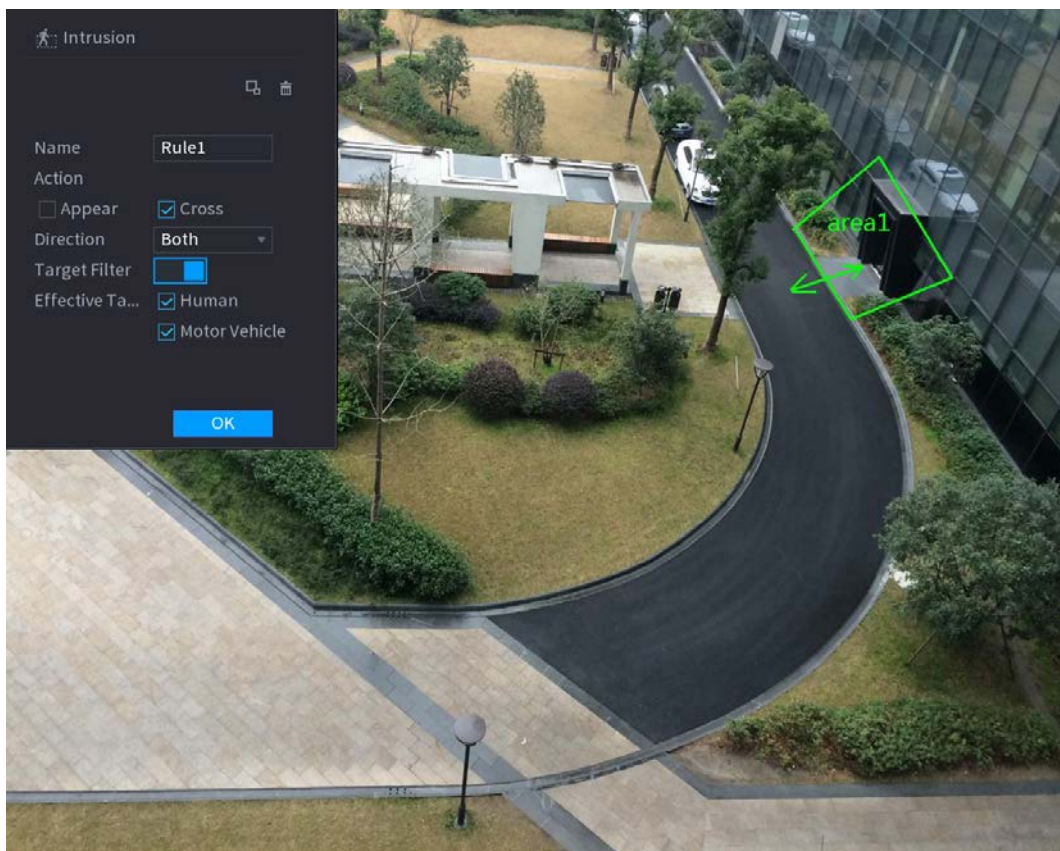 Intrusion
Name Rule1
Action
Appear Cross
Direction Both
Target Filter
Effective Ta... Human
Motor Vehicle
OK
area1